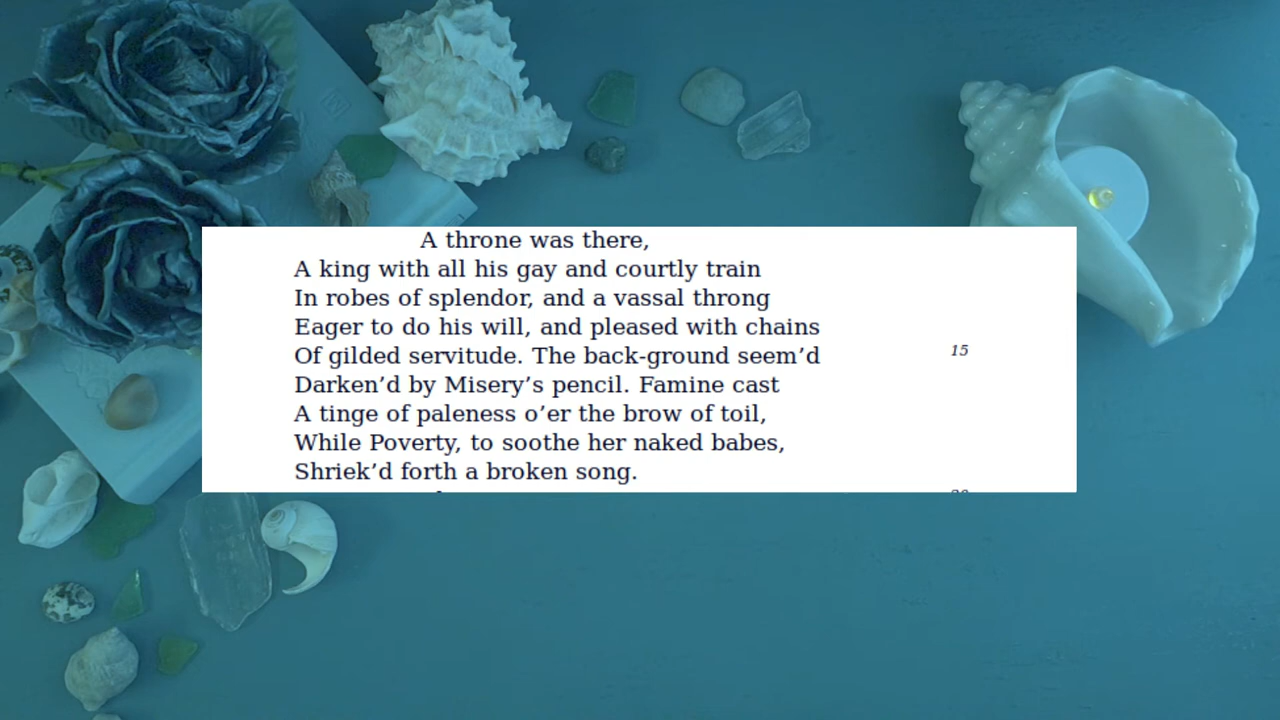 A throne was there,
A king with all his gay and courtly train
In robes of splendor, and a vassal throng
Eager to do his will, and pleased with chains
Of gilded servitude. The back-ground seem’d
15
Darken’d by Misery’s pencil. Famine cast
A tinge of paleness o’er the brow of toil,
While Poverty, to soothe her naked babes,
Shriek’d forth a broken song.